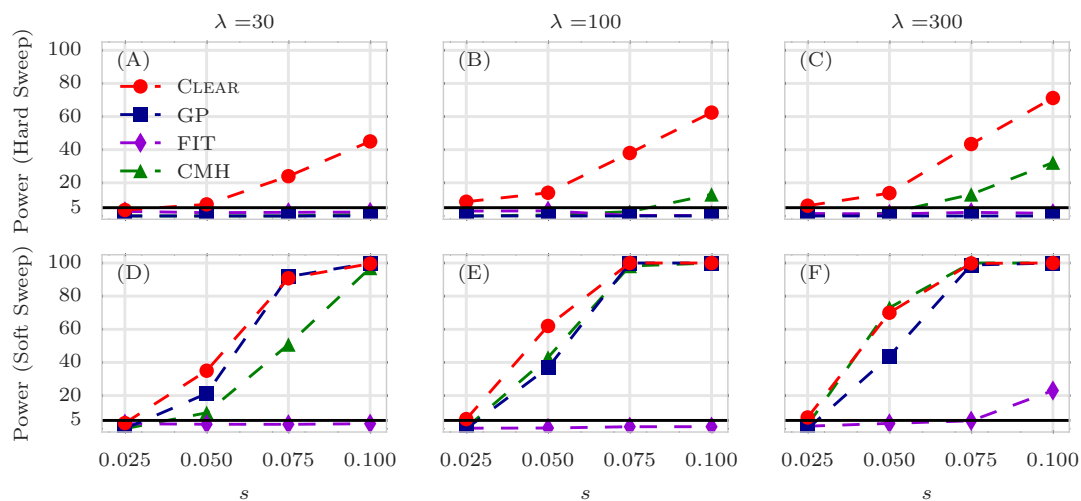 λ =30
λ =100
λ =300
Power (Hard Sweep)
100
80
60
40
20
5
(A)
CLEAR
GP
FIT
CMH
(B)
(C)
Power (Soft Sweep)
100
80
60
40
20
5
(D)
(E)
(F)
0.025 0.050 0.075 0.100
0.025 0.050 0.075 0.100
0.025 0.050 0.075 0.100
s
s
s